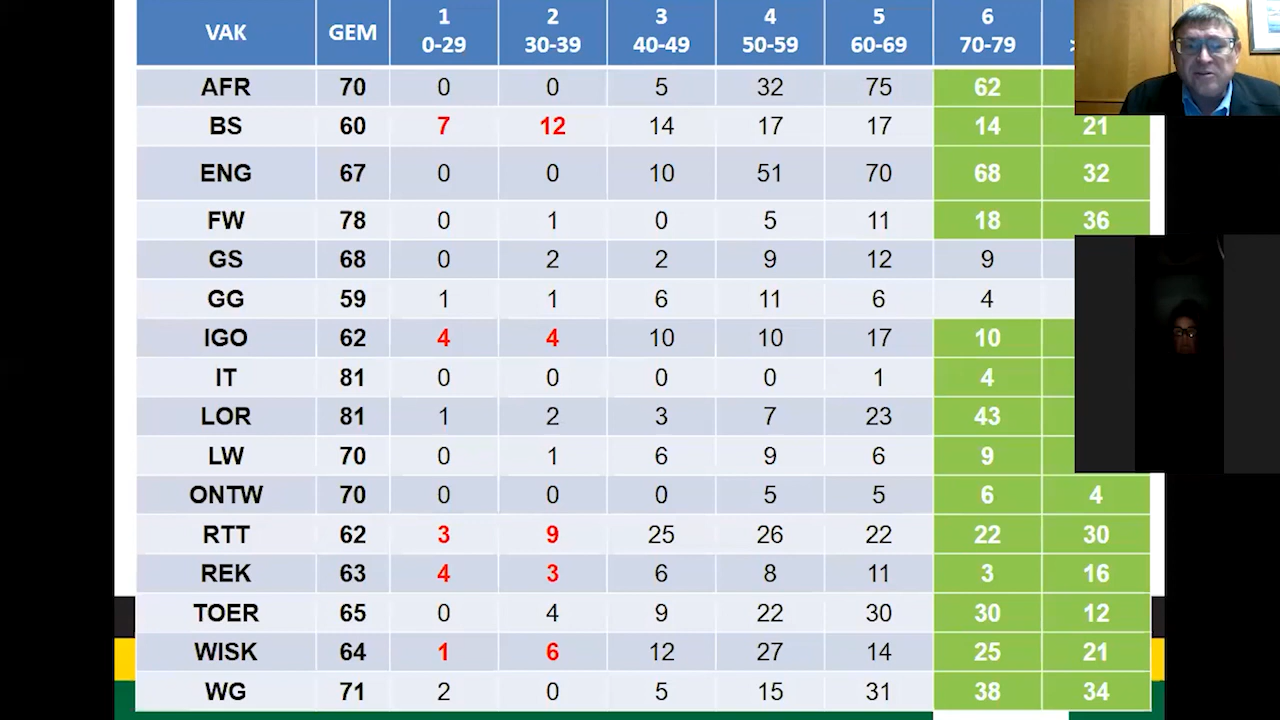 VAK GEM 1 0-29 2 30-39 3 40-49 4 50-59 5 60-69 6 70-79
AFR 70 0 0 5 32 75 62
BS 60 7 12 14 17 17 14 21
ENG 67 0 0 10 51 70 68 32
FW 78 0 1 0 5 11 18 36
GS 68 0 2 2 9 12 9
GG 59 1 1 6 11 6 4
IGO 62 4 4 10 10 17 10
IT 81 0 0 0 0 1 4
LOR 81 1 2 3 7 23 43
LW 70 0 1 6 9 6 9
ONTW 70 0 0 0 5 5 6 4
RTT 62 3 9 25 26 22 22 30
REK 63 4 3 6 8 11 3 16
TOER 65 0 4 9 22 30 30 12
WISK 64 1 6 12 27 14 25 21
WG 71 2 0 5 15 31 38 34